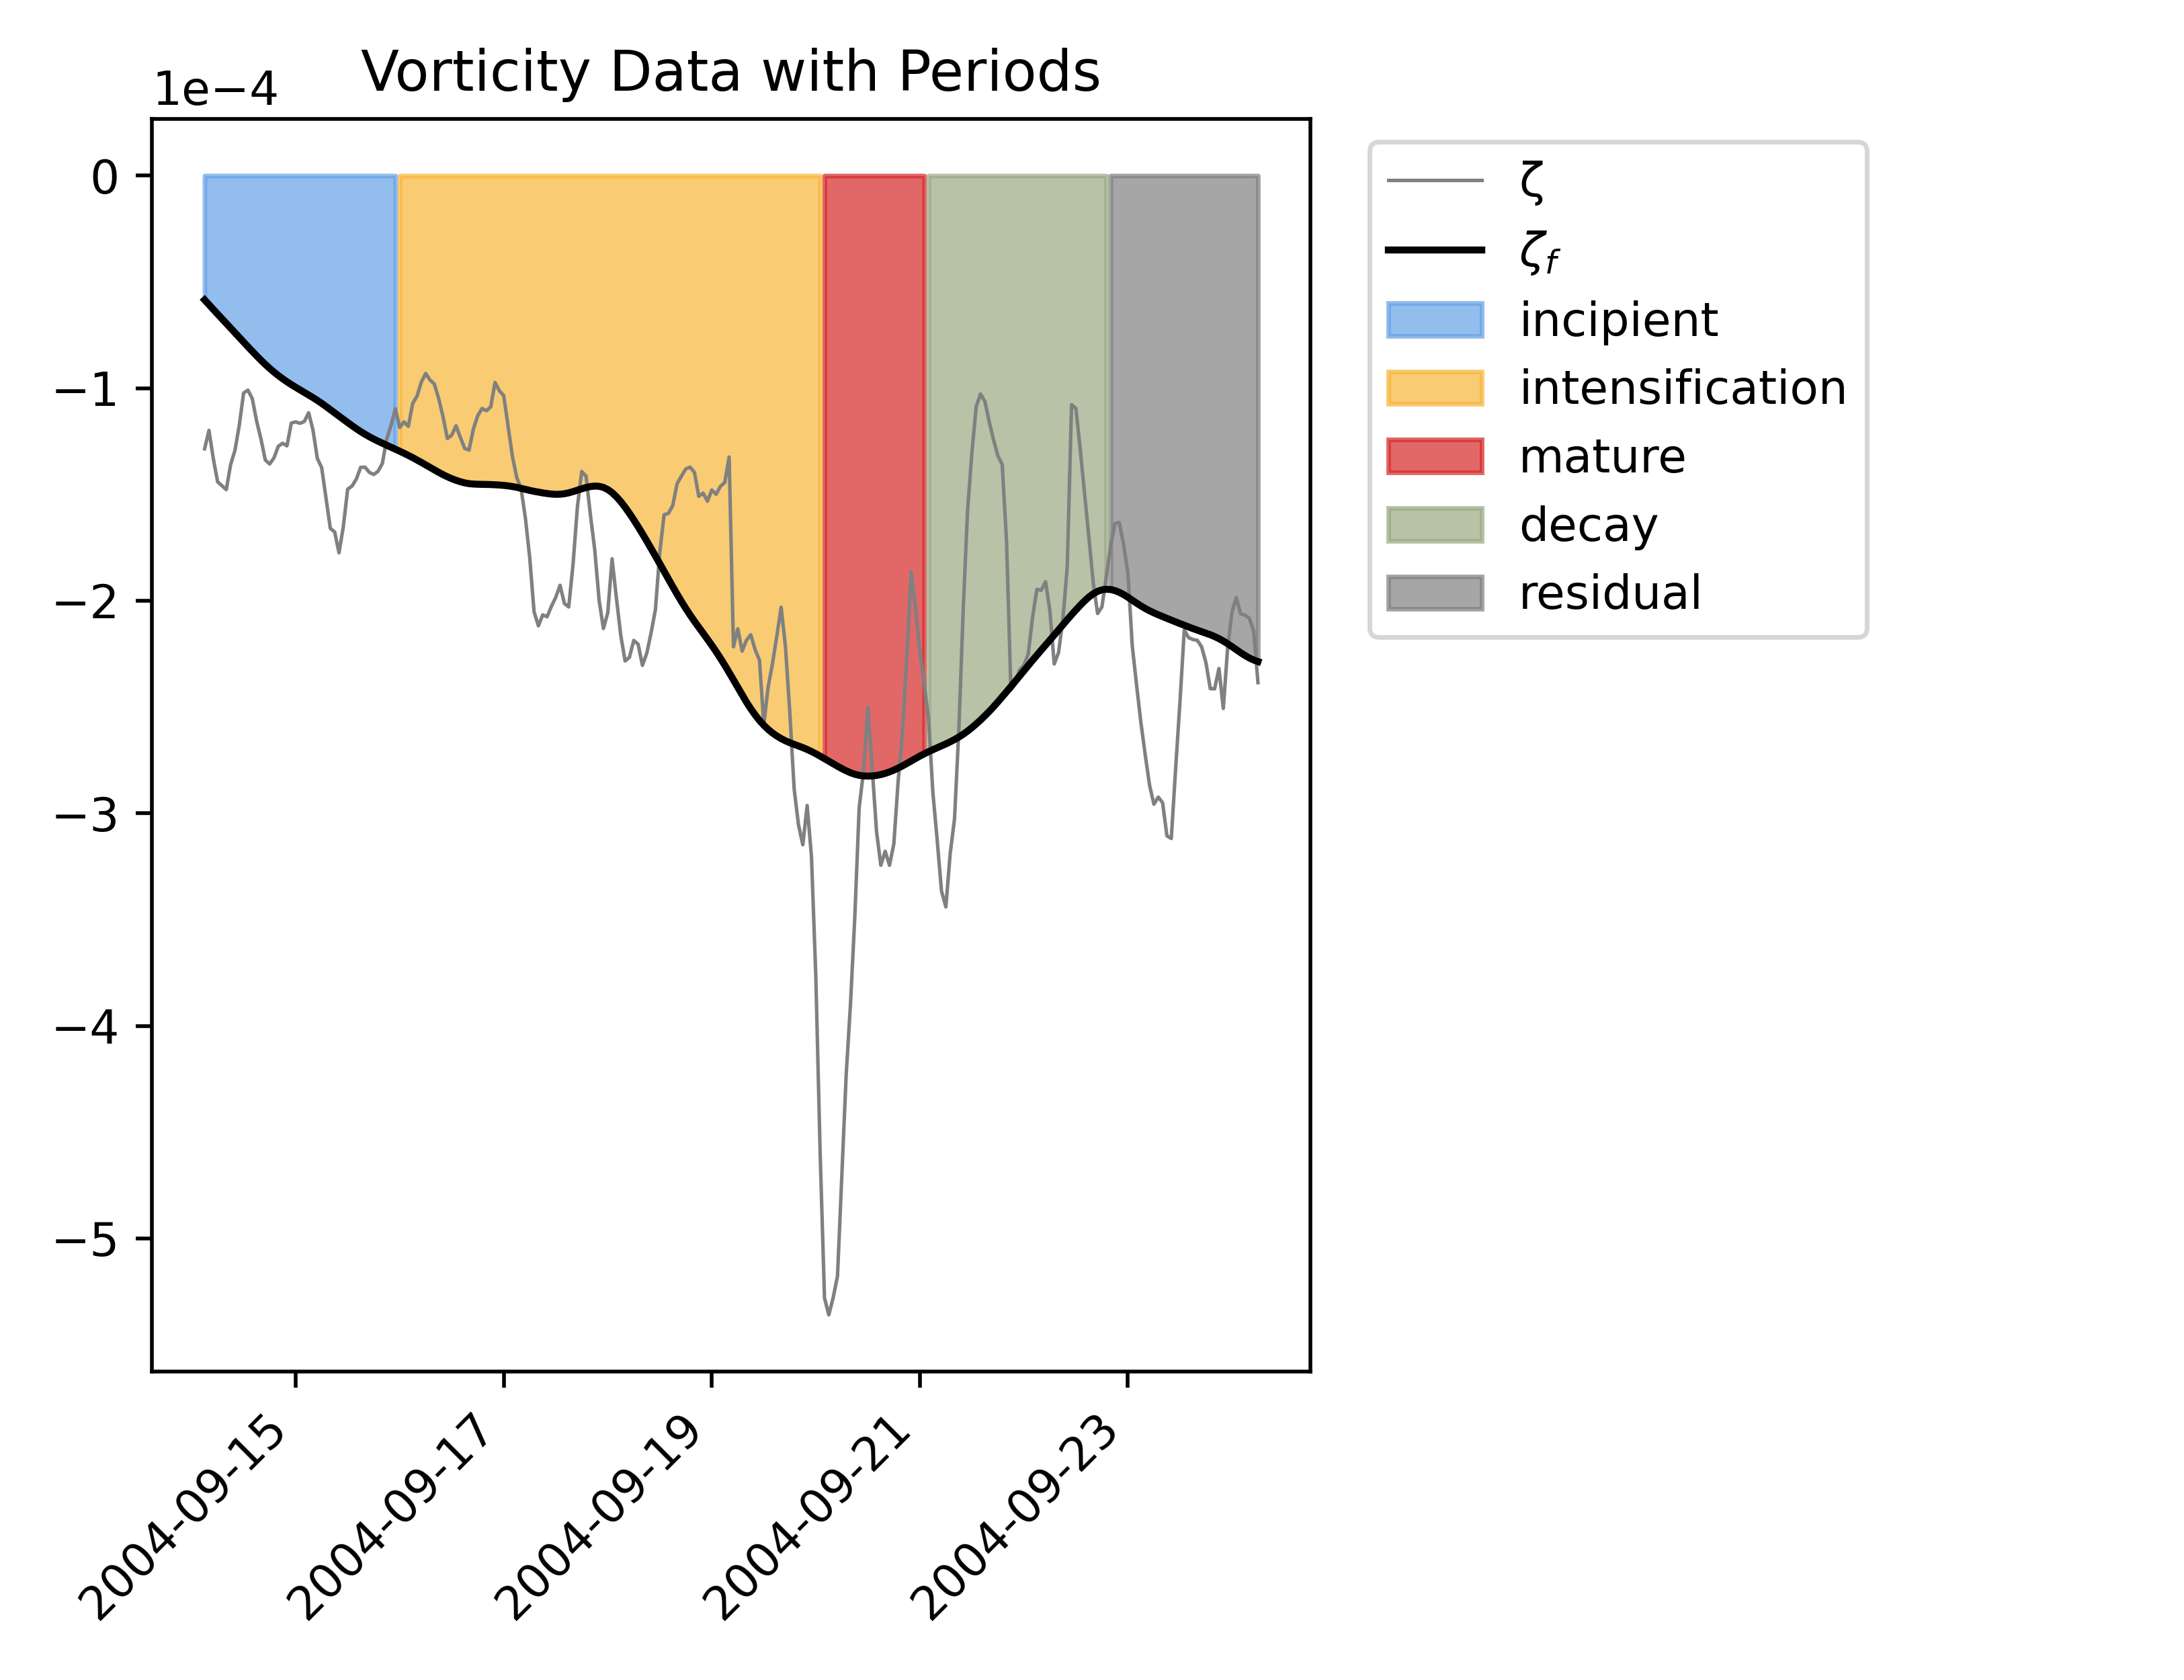 Vorticity Data with Periods
1e−4
0
−1
−2
−3
−4
−5
2004-09-15
2004-09-17
2004-09-19
2004-09-21
2004-09-23
ζ
ζf
incipient
intensification
mature
decay
residual